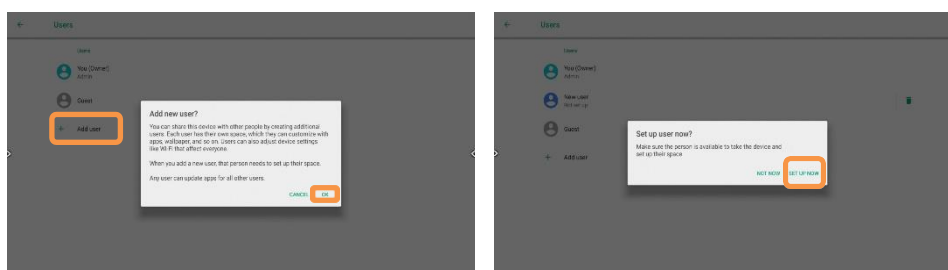 Users
Users
You (Owner)
Admin
Guest
+ Add user
Add new user?
You can share this device with other people by creating additional
users. Each user has their own space, which they can customize with
apps, wallpaper, and so on. Users can also adjust device settings
like Wi-Fi that affect everyone.
When you add a new user, that person needs to set up their space.
Any user can update apps for all other users.
CANCEL OK
Users
Users
You (Owner)
Admin
New user
Not set up
Guest
+ Add user
Set up user now?
Make sure the person is available to take the device and
set up their space
NOT NOW SET UP NOW